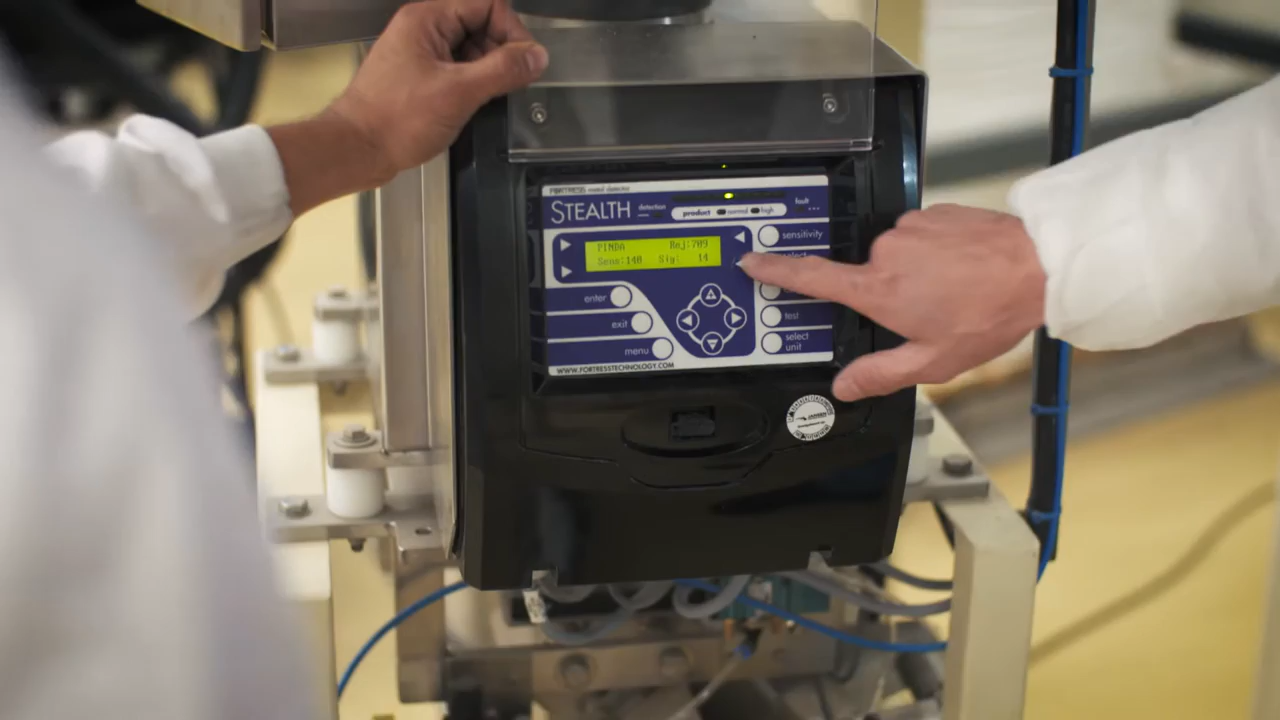 FORTRESS metal detector
STEALTH
detection
product normal high
fault
PINDA Rej:709
Sens:140 Sig: 14
sensitivity
select
enter
exit
menu
test
select
unit
WWW.FORTRESSTECHNOLOGY.COM